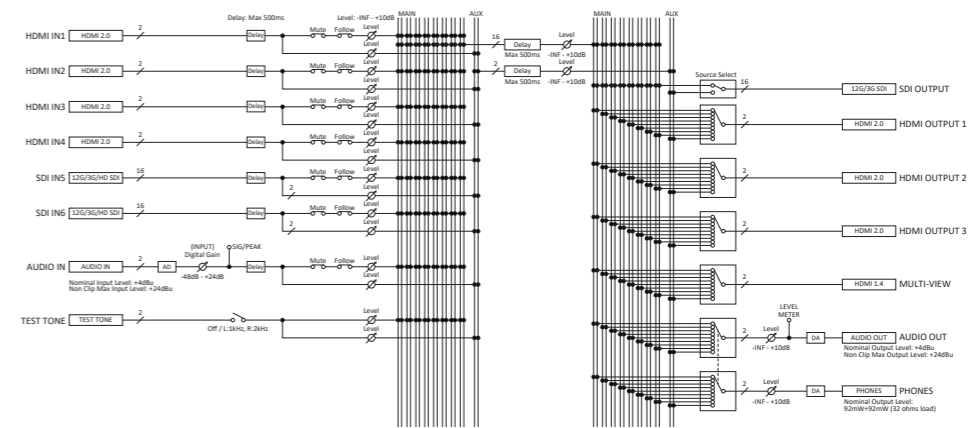 Delay: Max 500ms Level: -INF - +10dB MAIN AUX MAIN AUX
HDMI IN1 HDMI 2.0 2 Delay Mute Follow Level
Level
16 Delay Level
Max 500ms -INF - +10dB
HDMI IN2 HDMI 2.0 2 Delay Mute Follow Level
Level
2 Delay Level
Max 500ms -INF - +10dB
Source Select
16 12G/3G SDI SDI OUTPUT
HDMI IN3 HDMI 2.0 2 Delay Mute Follow Level
Level
2 HDMI 2.0 HDMI OUTPUT 1
HDMI IN4 HDMI 2.0 2 Delay Mute Follow Level
Level
SDI IN5 12G/3G/HD SDI 16 Delay Mute Follow Level
2 Level
2 HDMI 2.0 HDMI OUTPUT 2
SDI IN6 12G/3G/HD SDI 16 Delay Mute Follow Level
2 Level
2 HDMI 2.0 HDMI OUTPUT 3
(INPUT)
Digital Gain
SIG/PEAK
AUDIO IN AUDIO IN 2 AD Delay Mute Follow Level
-48dB - +24dB
Level
Nominal Input Level: +4dBu
Non Clip Max Input Level: +24dBu
2 HDMI 1.4 MULTI-VIEW
TEST TONE TEST TONE 2 Level
Off / L:1kHz, R:2kHz
Level
LEVEL
METER
2 Level DA AUDIO OUT AUDIO OUT
-INF - +10dB
Nominal Output Level: +4dBu
Non Clip Max Output Level: +24dBu
2 Level DA PHONES PHONES
-INF - +10dB
Nominal Output Level:
92mW+92mW (32 ohms load)